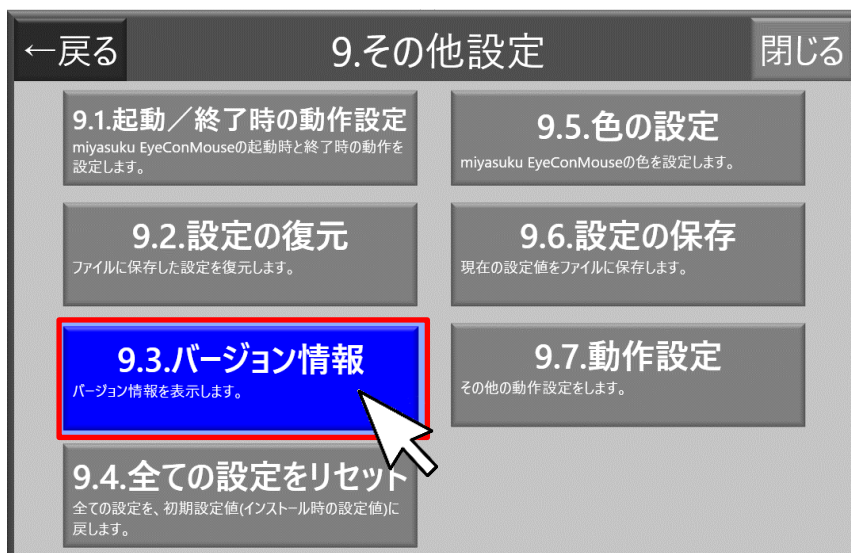 ←戻る
9.その他設定
閉じる
9.1.起動／終了時の動作設定
miyasuku EyeConMouseの起動時と終了時の動作を
設定します。
9.5.色の設定
miyasuku EyeConMouseの色を設定します。
9.2.設定の復元
ファイルに保存した設定を復元します。
9.6.設定の保存
現在の設定値をファイルに保存します。
9.3.バージョン情報
バージョン情報を表示します。
9.7.動作設定
その他の動作設定をします。
9.4.全ての設定をリセット
全ての設定を、初期設定値(インストール時の設定値)に
戻します。